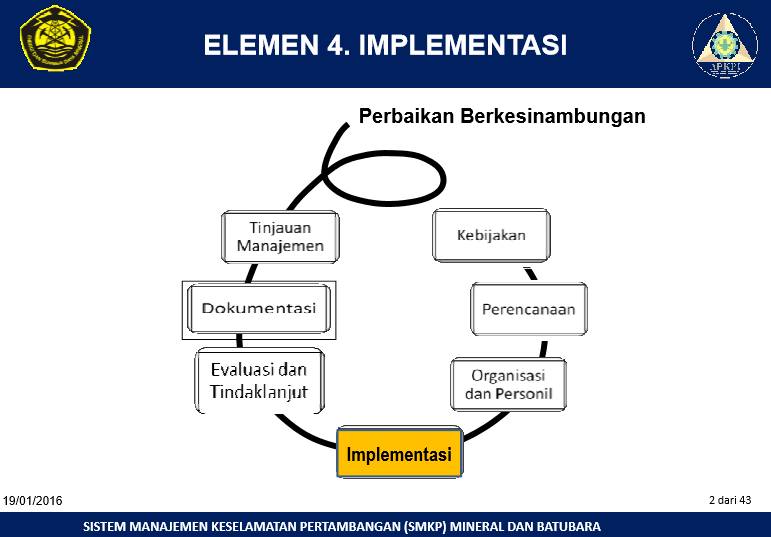 ELEMEN 4. IMPLEMENTASI
APKPI
Perbaikan Berkesinambungan
Tinjauan
Manajemen
Kebijakan
Dokumentasi
Perencanaan
Evaluasi dan
Tindaklanjut
Organisasi
dan Personil
Implementasi
19/01/2016
2 dari 43
SISTEM MANAJEMEN KESELAMATAN PERTAMBANGAN (SMKP) MINERAL DAN BATUBARA